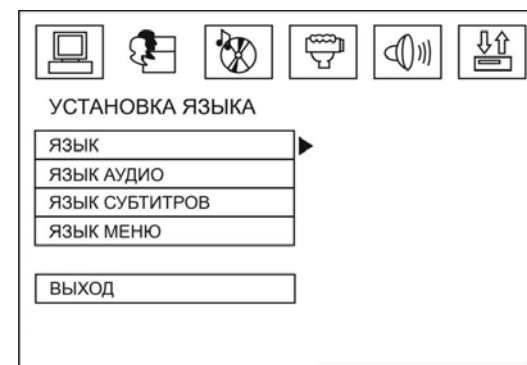 УСТАНОВКА ЯЗЫКА
ЯЗЫК
ЯЗЫК АУДИО
ЯЗЫК СУБТИТРОВ
ЯЗЫК МЕНЮ
ВЫХОД